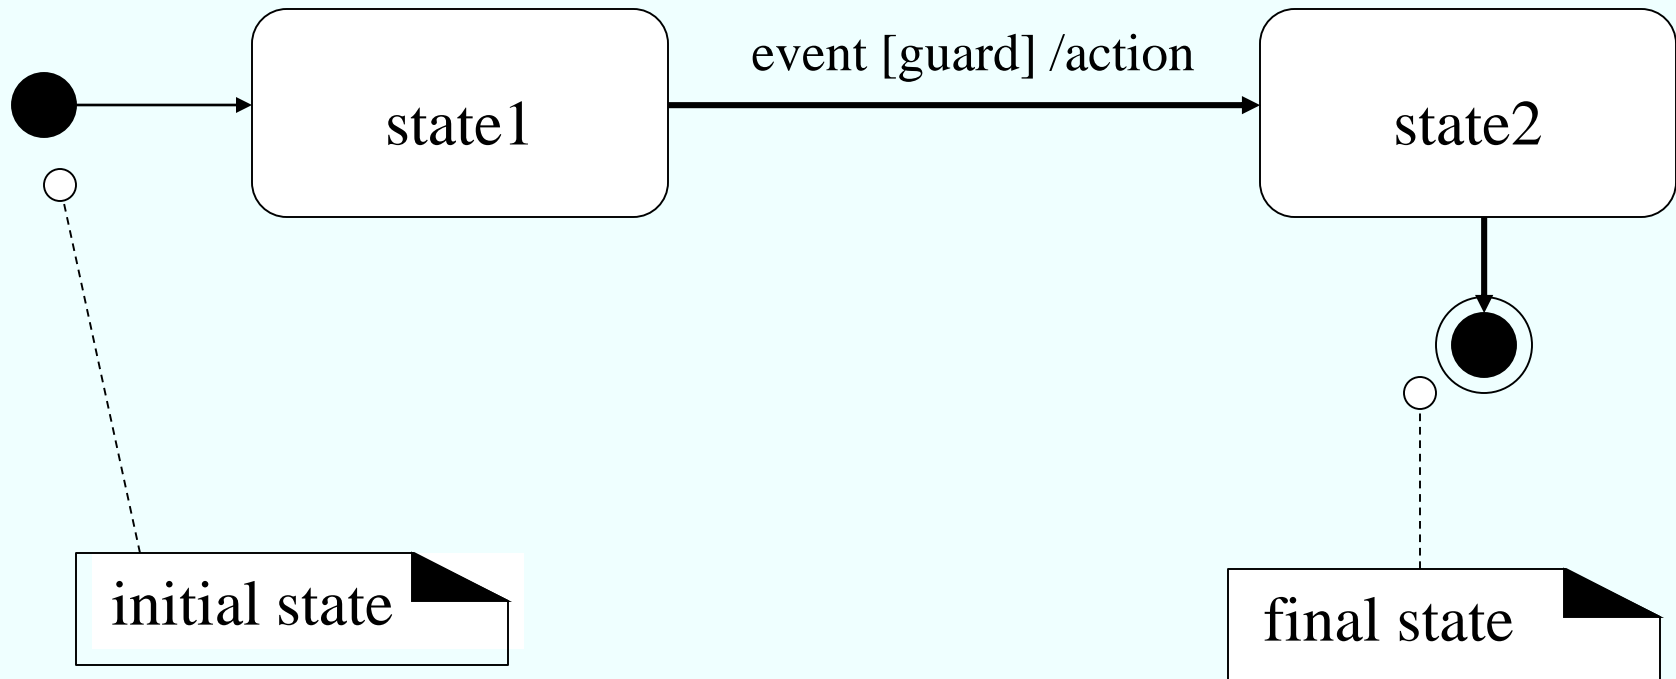 event [guard] /action
state1
state2
initial state
final state